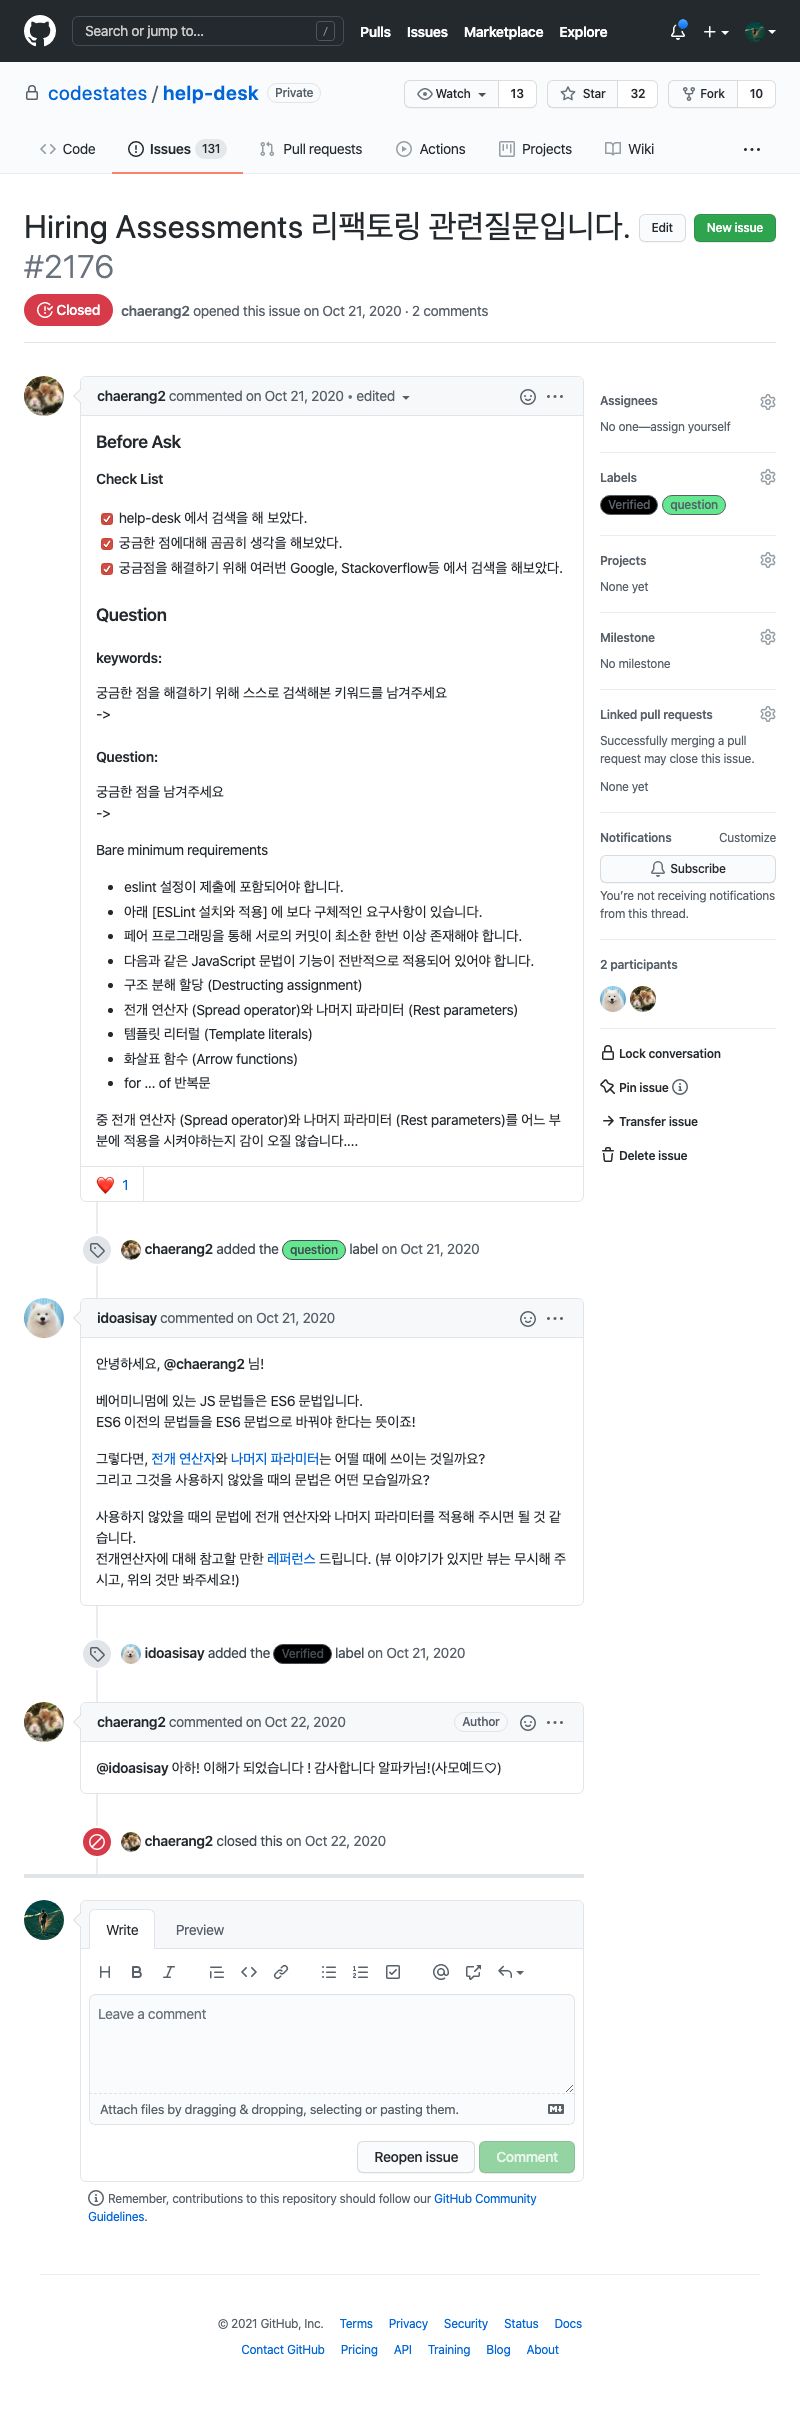 Search or jump to...
/
Pulls Issues Marketplace Explore
codestates / help-desk Private
Watch 13 Star 32 Fork 10
Code Issues 131 Pull requests Actions Projects Wiki
Hiring Assessments 리팩토링 관련질문입니다.
#2176
Edit New issue
Closed chaerang2 opened this issue on Oct 21, 2020 · 2 comments
chaerang2 commented on Oct 21, 2020 • edited
Before Ask
Check List
help-desk 에서 검색을 해 보았다.
궁금한 점에대해 곰곰히 생각을 해보았다.
궁금점을 해결하기 위해 여러번 Google, Stackoverflow등 에서 검색을 해보았다.
Question
keywords:
궁금한 점을 해결하기 위해 스스로 검색해본 키워드를 남겨주세요
->
Question:
궁금한 점을 남겨주세요
->
Bare minimum requirements
• eslint 설정이 제출에 포함되어야 합니다.
• 아래 [ESLint 설치와 적용] 에 보다 구체적인 요구사항이 있습니다.
• 페어 프로그래밍을 통해 서로의 커밋이 최소한 한번 이상 존재해야 합니다.
• 다음과 같은 JavaScript 문법이 기능이 전반적으로 적용되어 있어야 합니다.
• 구조 분해 할당 (Destructing assignment)
• 전개 연산자 (Spread operator)와 나머지 파라미터 (Rest parameters)
• 템플릿 리터럴 (Template literals)
• 화살표 함수 (Arrow functions)
• for ... of 반복문
중 전개 연산자 (Spread operator)와 나머지 파라미터 (Rest parameters)를 어느 부
분에 적용을 시켜야하는지 감이 오질 않습니다....
❤️ 1
chaerang2 added the question label on Oct 21, 2020
idoasisay commented on Oct 21, 2020
안녕하세요, @chaerang2 님!
베어미니멈에 있는 JS 문법들은 ES6 문법입니다.
ES6 이전의 문법들을 ES6 문법으로 바꿔야 한다는 뜻이죠!
그렇다면, 전개 연산자와 나머지 파라미터는 어떨 때에 쓰이는 것일까요?
그리고 그것을 사용하지 않았을 때의 문법은 어떤 모습일까요?
사용하지 않았을 때의 문법에 전개 연산자와 나머지 파라미터를 적용해 주시면 될 것 같
습니다.
전개연산자에 대해 참고할 만한 레퍼런스 드립니다. (뷰 이야기가 있지만 뷰는 무시해 주
시고, 위의 것만 봐주세요!)
idoasisay added the Verified label on Oct 21, 2020
chaerang2 commented on Oct 22, 2020 Author
@idoasisay 아하! 이해가 되었습니다 ! 감사합니다 알파카님!(사모예드♡)
chaerang2 closed this on Oct 22, 2020
Write Preview
H B I
Leave a comment
Attach files by dragging & dropping, selecting or pasting them.
Reopen issue Comment
Remember, contributions to this repository should follow our GitHub Community
Guidelines.
Assignees
No one—assign yourself
Labels
Verified question
Projects
None yet
Milestone
No milestone
Linked pull requests
Successfully merging a pull
request may close this issue.
None yet
Notifications Customize
Subscribe
You're not receiving notifications
from this thread.
2 participants
Lock conversation
Pin issue
Transfer issue
Delete issue
© 2021 GitHub, Inc. Terms Privacy Security Status Docs
Contact GitHub Pricing API Training Blog About